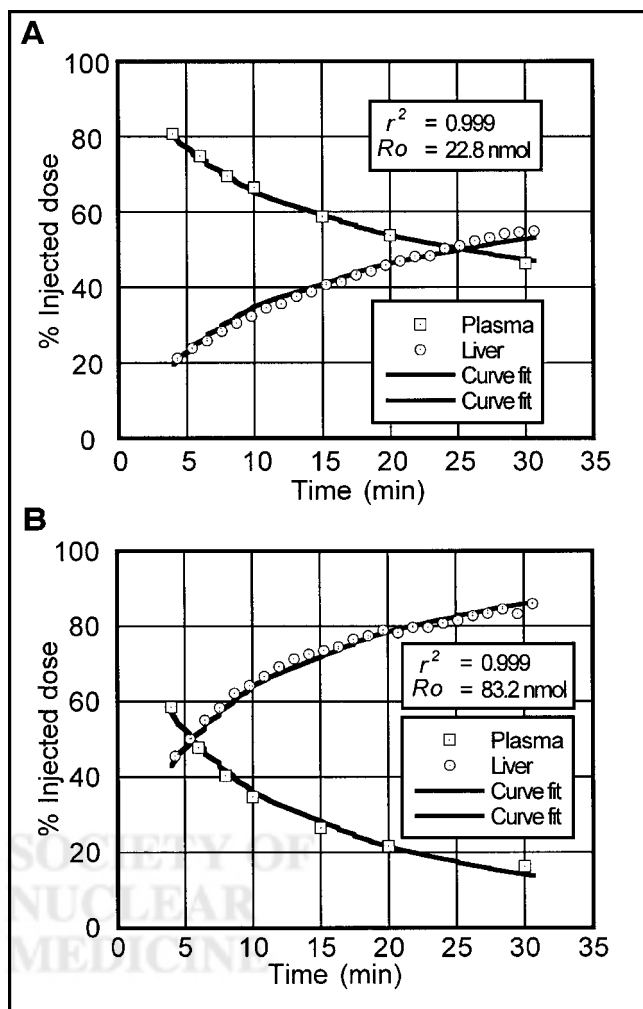 A
% Injected dose
100
80
60
40
20
0
r² = 0.999
Ro = 22.8 nmol
Plasma
Liver
Curve fit
Curve fit
0 5 10 15 20 25 30 35
Time (min)
B
% Injected dose
100
80
60
40
20
0
r² = 0.999
Ro = 83.2 nmol
Plasma
Liver
Curve fit
Curve fit
0 5 10 15 20 25 30 35
Time (min)
SOCIETY OF
NUCLEAR
MEDICINE